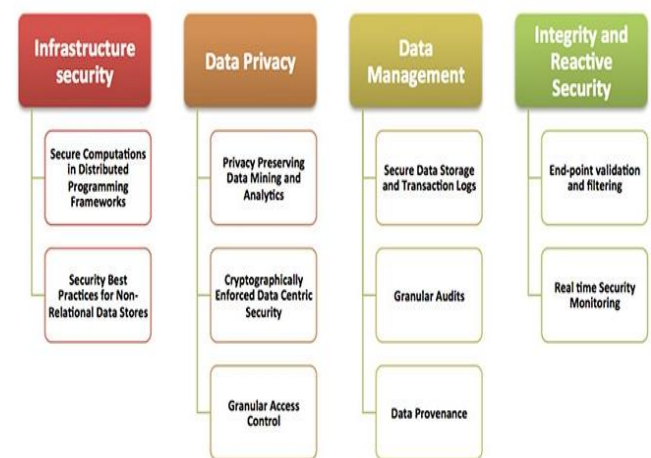 Infrastructure
security
Secure Computations
in Distributed
Programming
Frameworks
Security Best
Practices for Non-
Relational Data Stores
Data Privacy
Privacy Preserving
Data Mining and
Analytics
Cryptographically
Enforced Data Centric
Security
Granular Access
Control
Data
Management
Secure Data Storage
and Transaction Logs
Granular Audits
Data Provenance
Integrity and
Reactive
Security
End-point validation
and filtering
Real time Security
Monitoring